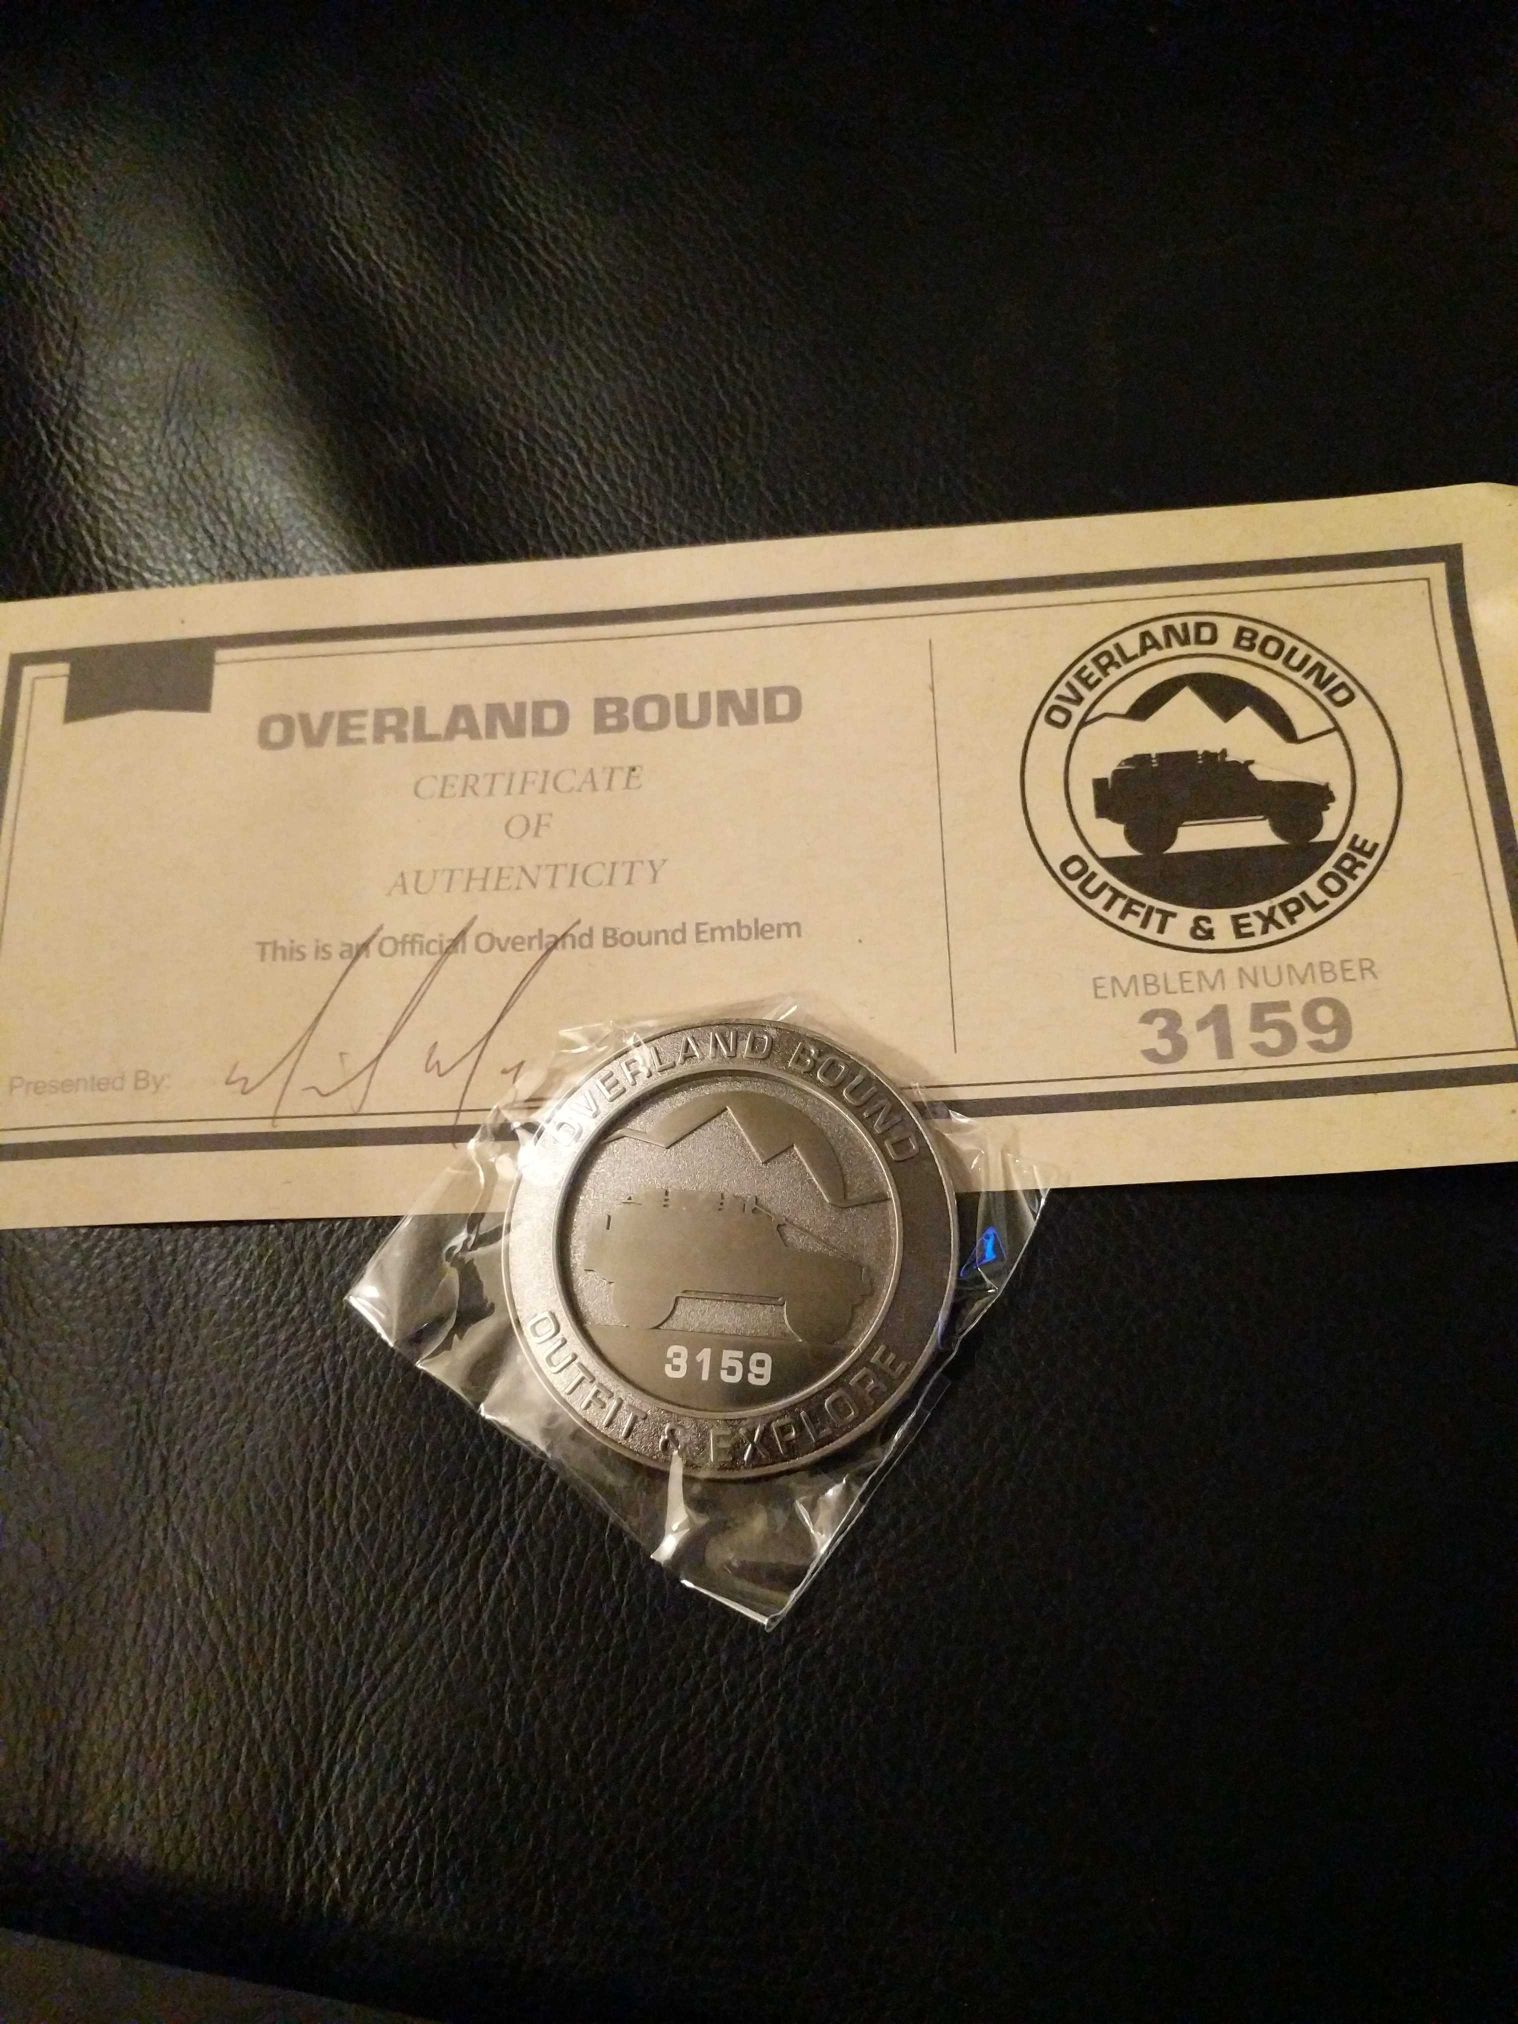 OVERLAND BOUND
CERTIFICATE
OF
AUTHENTICITY
This is an Official Overland Bound Emblem
Presented By:
OVERLAND BOUND
OUTFIT & EXPLORE
EMBLEM NUMBER
3159
OVERLAND BOUND
3159
OUTFIT & EXPLORE